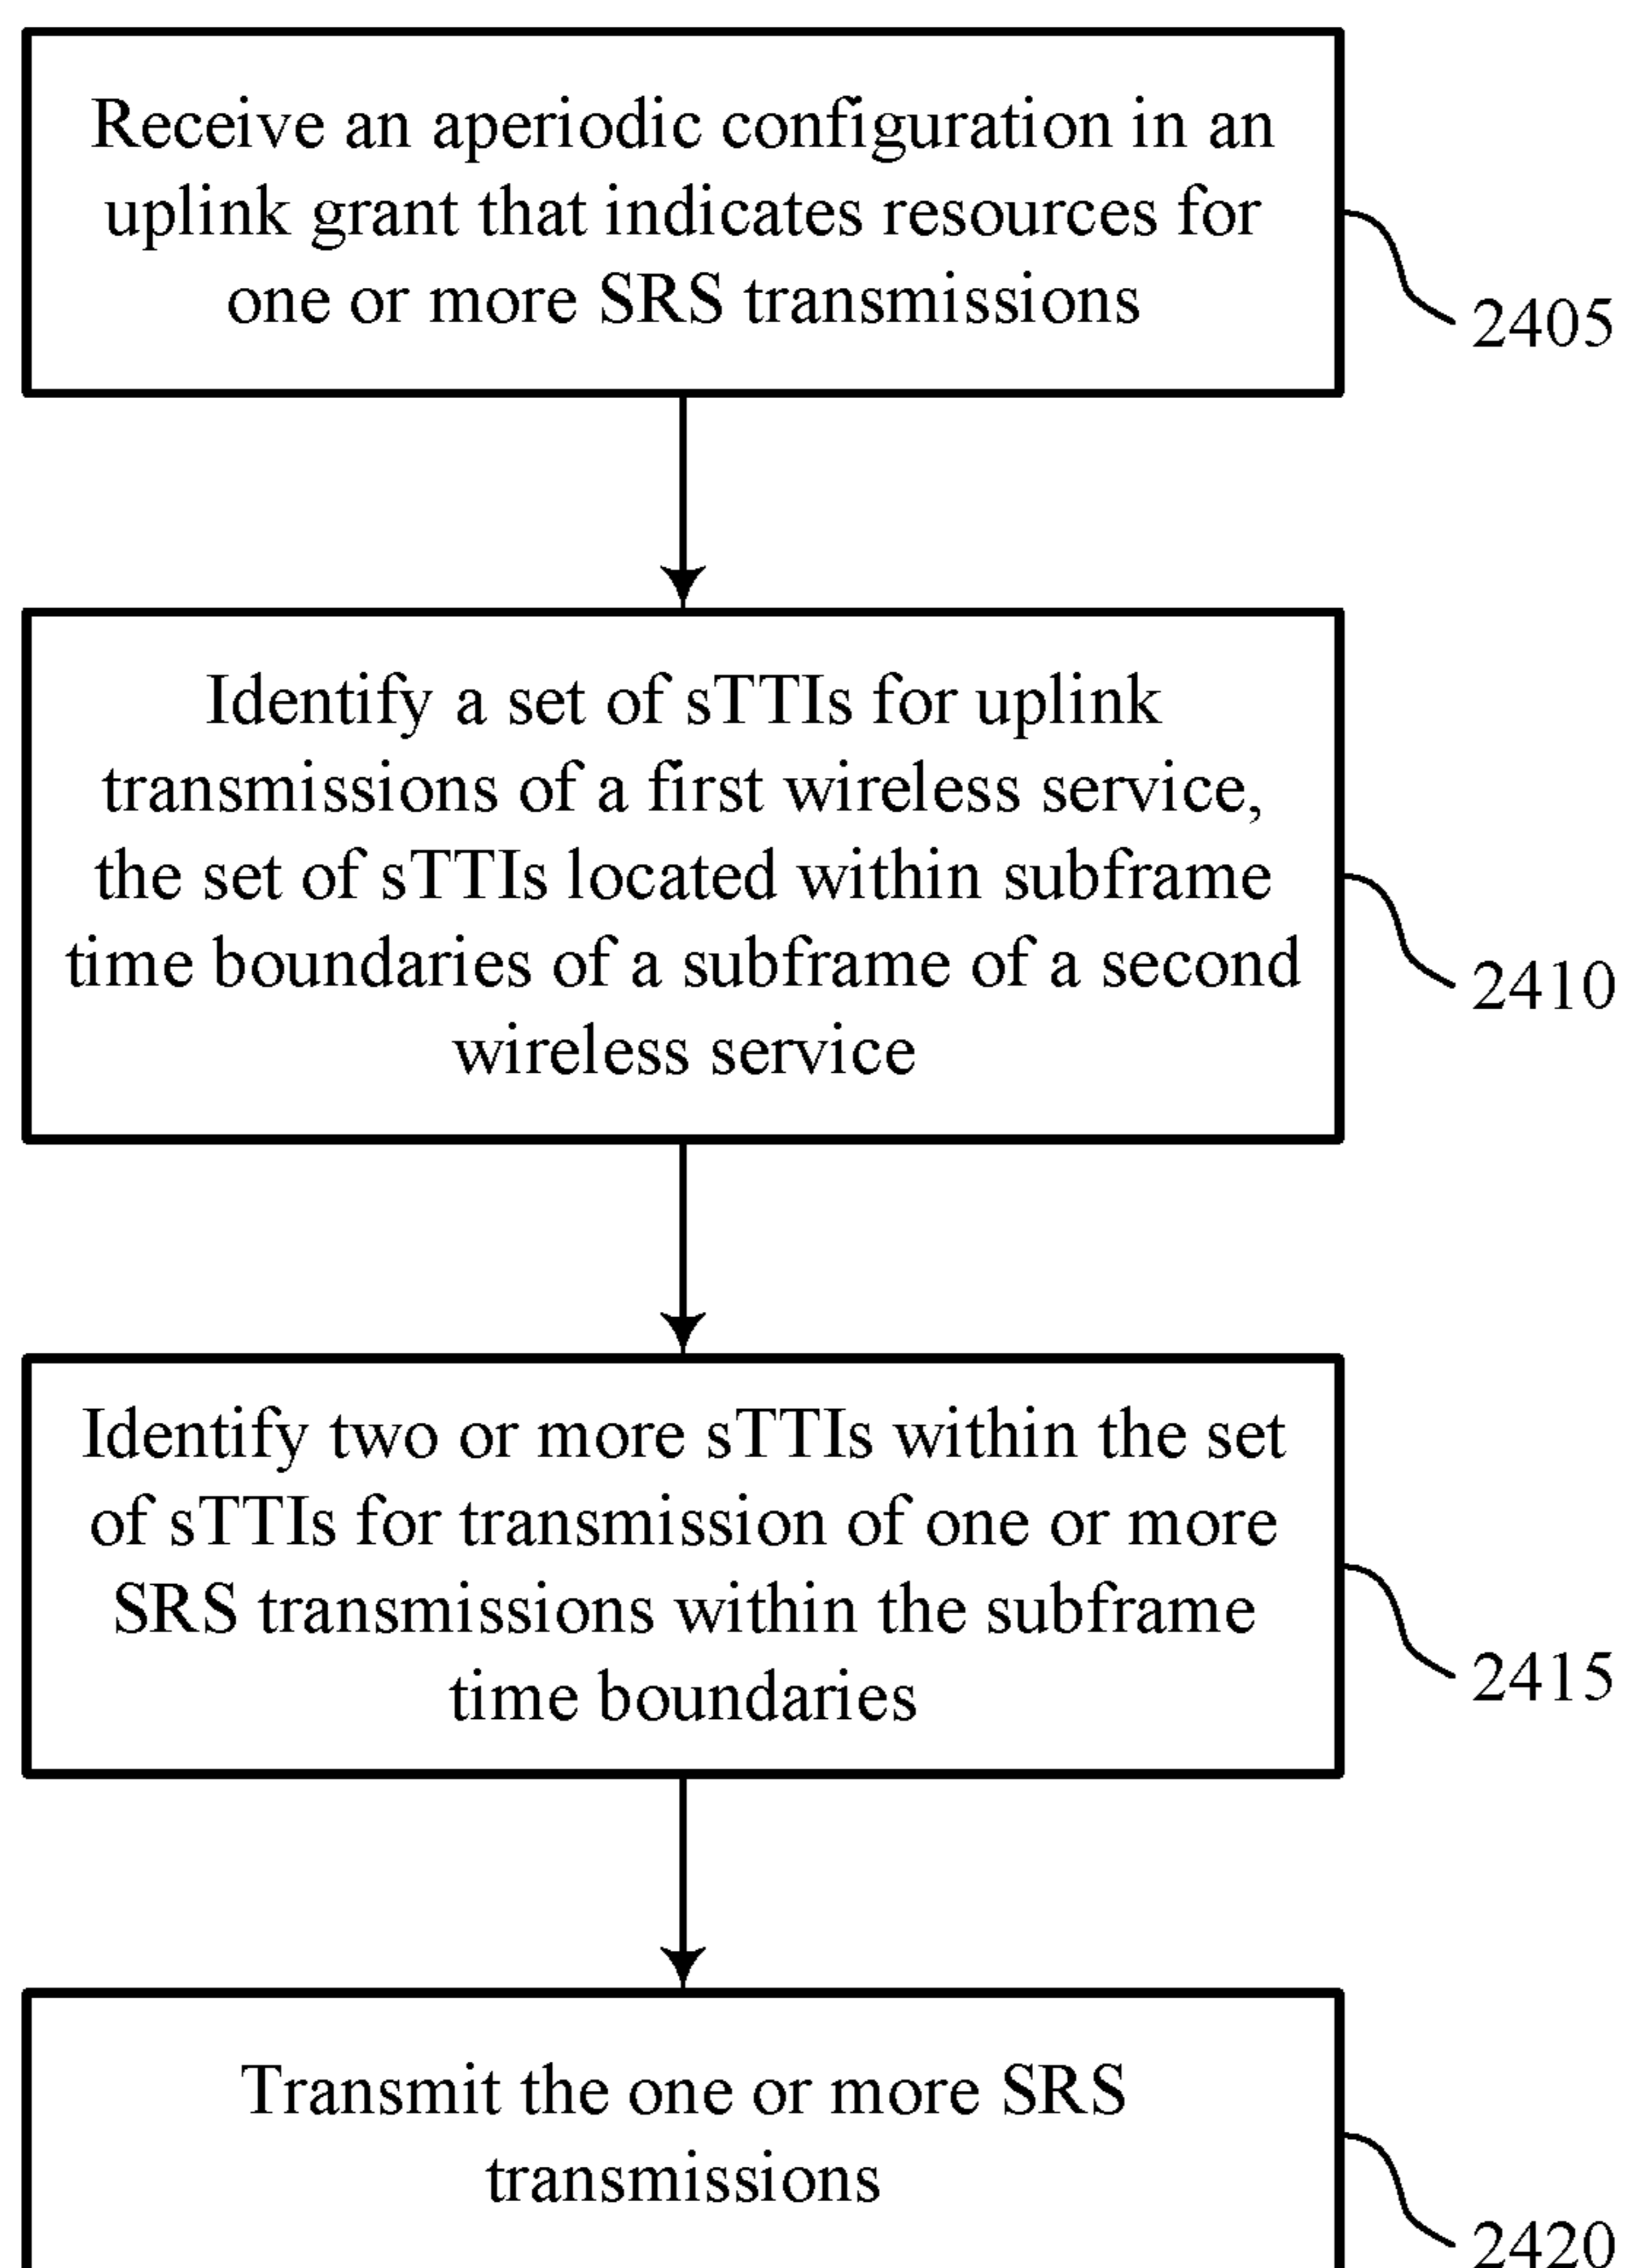 Receive an aperiodic configuration in an
uplink grant that indicates resources for
one or more SRS transmissions
2405
Identify a set of sTTIs for uplink
transmissions of a first wireless service,
the set of sTTIs located within subframe
time boundaries of a subframe of a second
wireless service
2410
Identify two or more sTTIs within the set
of sTTIs for transmission of one or more
SRS transmissions within the subframe
time boundaries
2415
Transmit the one or more SRS
transmissions
2420